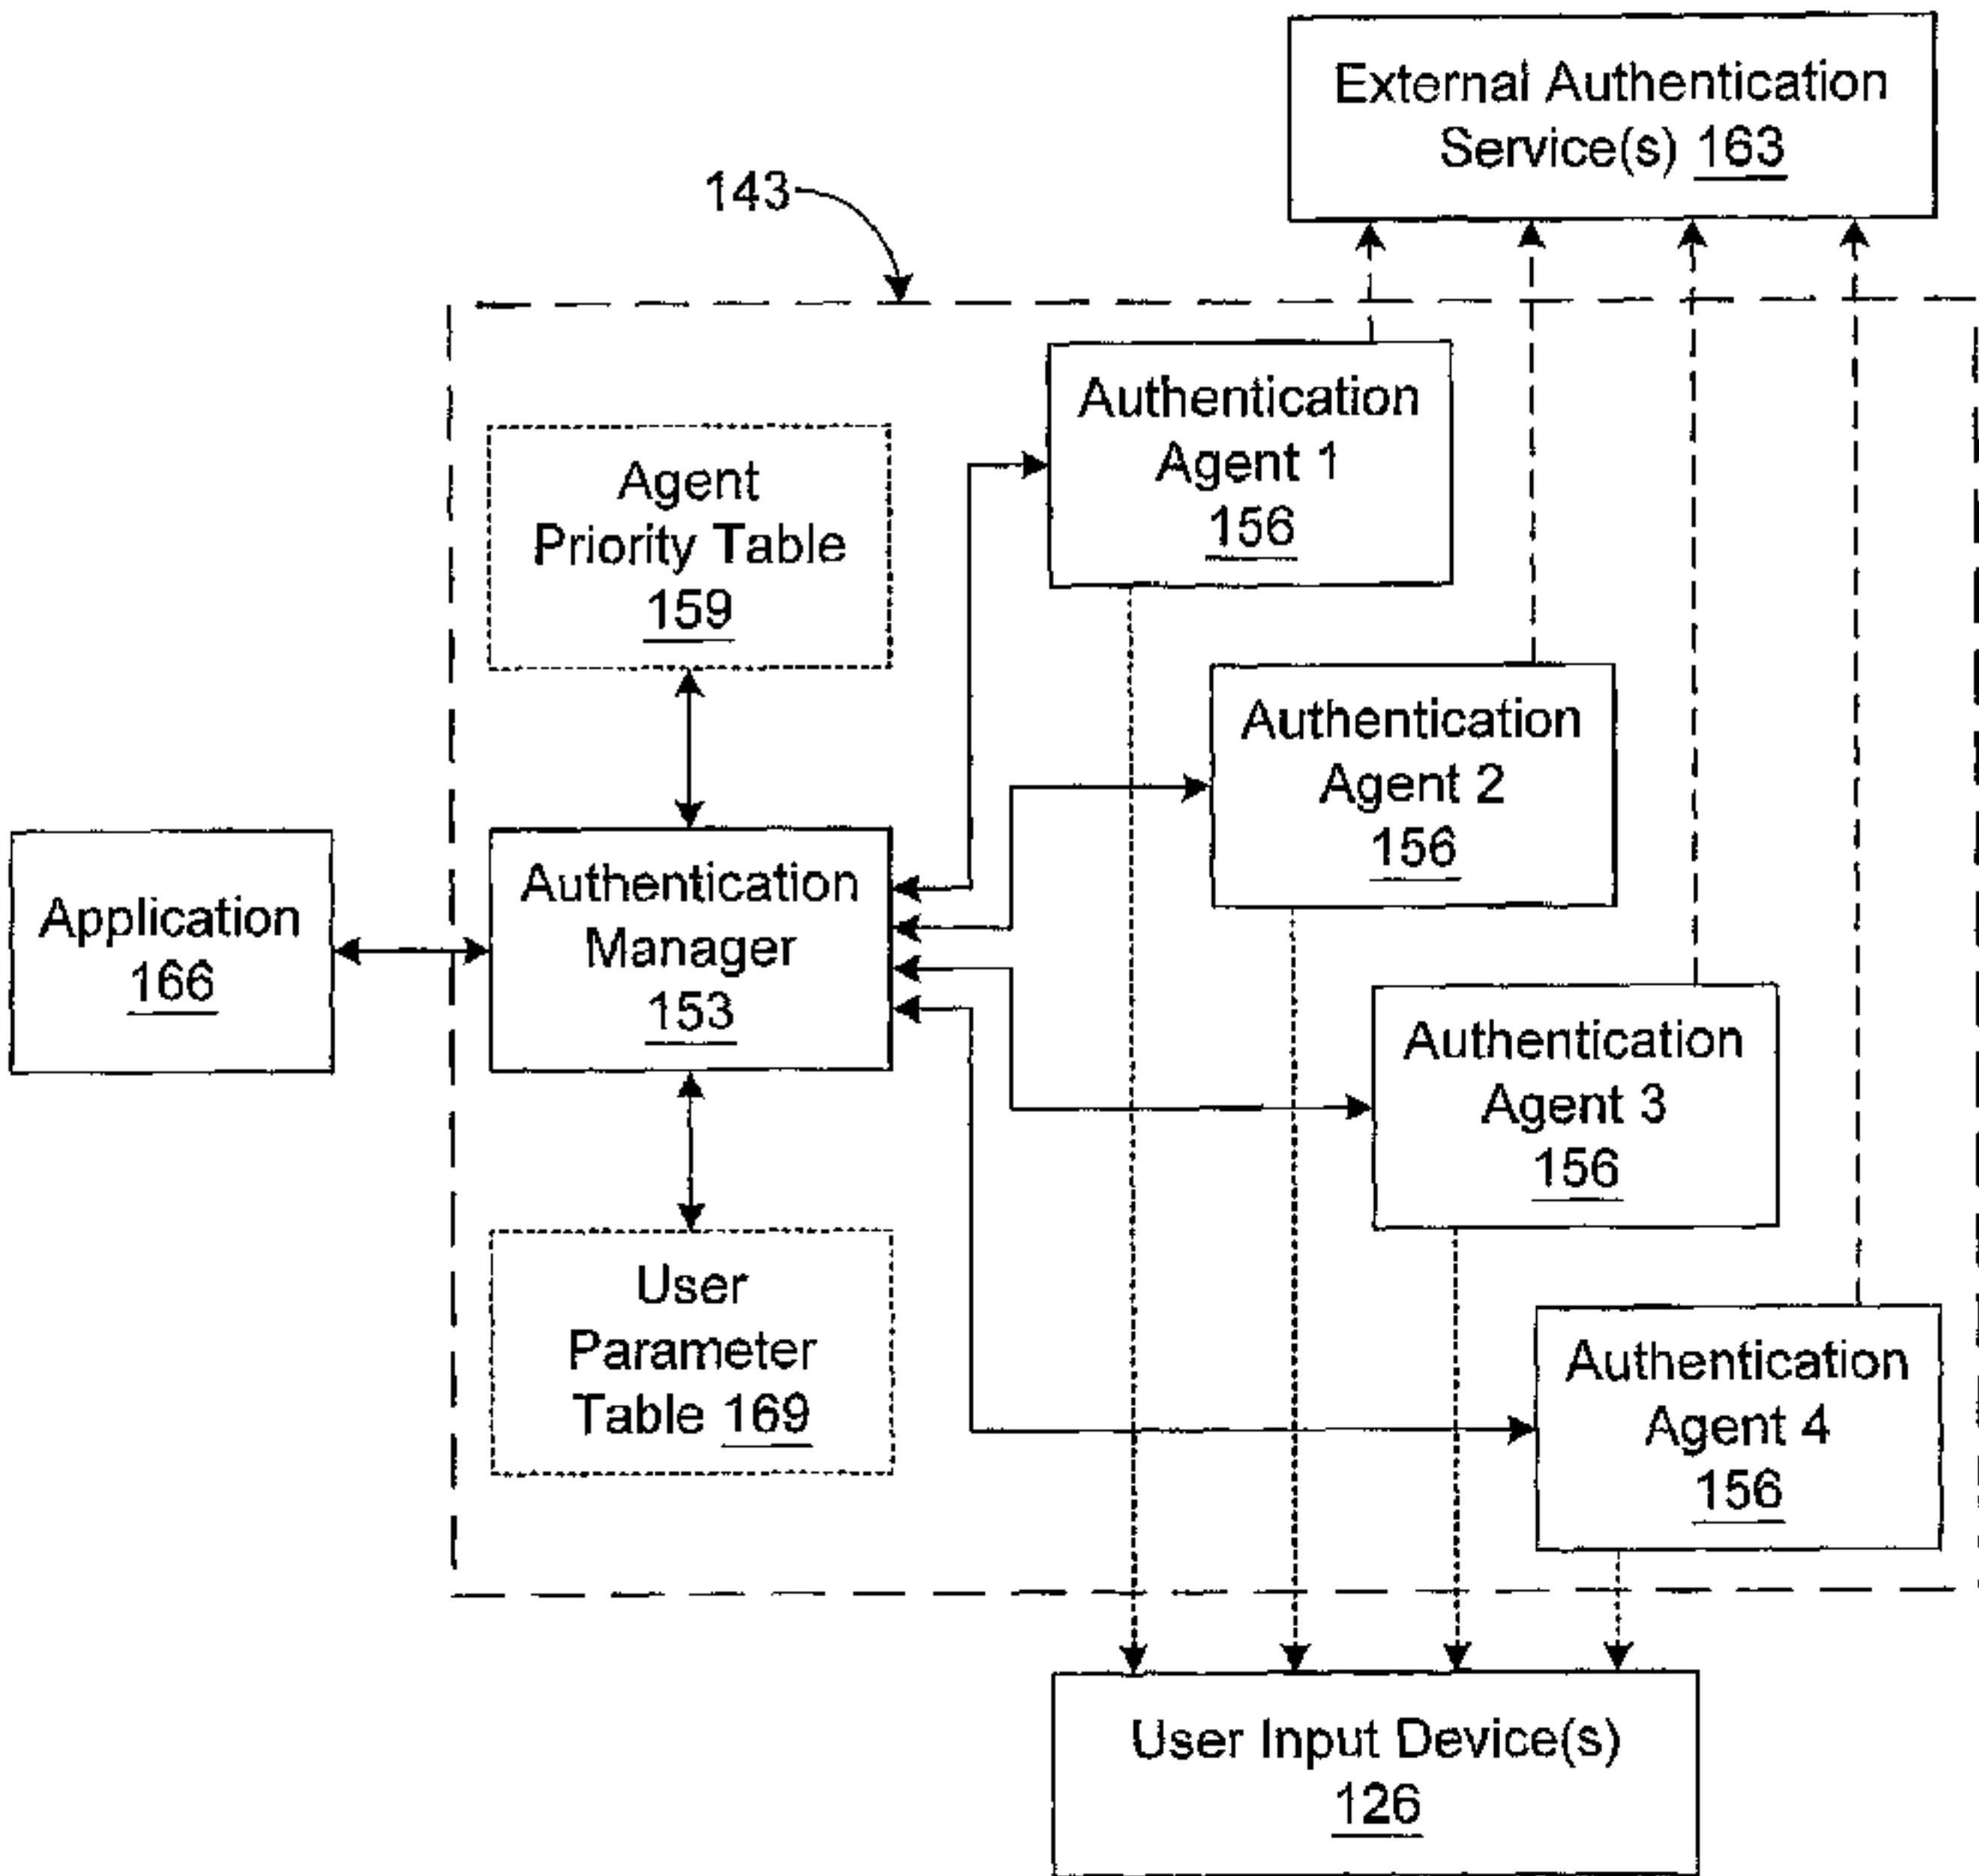 External Authentication
Service(s) 163
143
Authentication
Agent 1
156
Agent
Priority Table
159
Authentication
Agent 2
156
Application
166
Authentication
Manager
153
Authentication
Agent 3
156
User
Parameter
Table 169
Authentication
Agent 4
156
User Input Device(s)
126